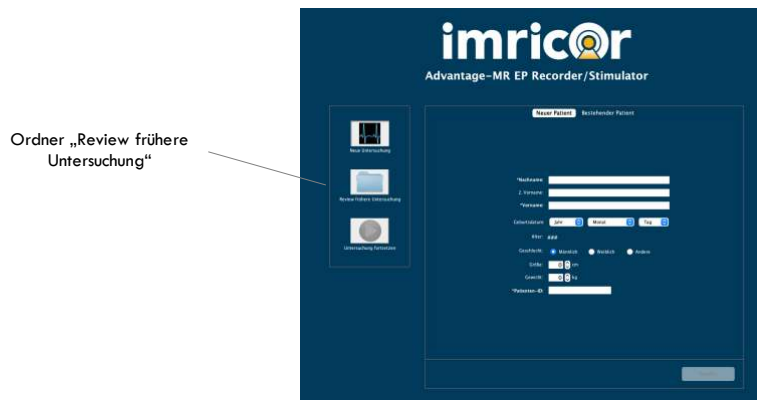 imricor
Advantage-MR EP Recorder/Stimulator
Ordner „Review frühere
Untersuchung“
Neue Untersuchung
Review frühere Untersuchung
Untersuchung fortsetzen
Neuer Patient Bestehender Patient
*Nachname:
2. Vorname:
*Vorname:
Geburtsdatum: Jahr Monat Tag
Alter: ###
Geschlecht: Männlich Weiblich Andere
Größe: 0 cm
Gewicht: 0 kg
*Patienten-ID: